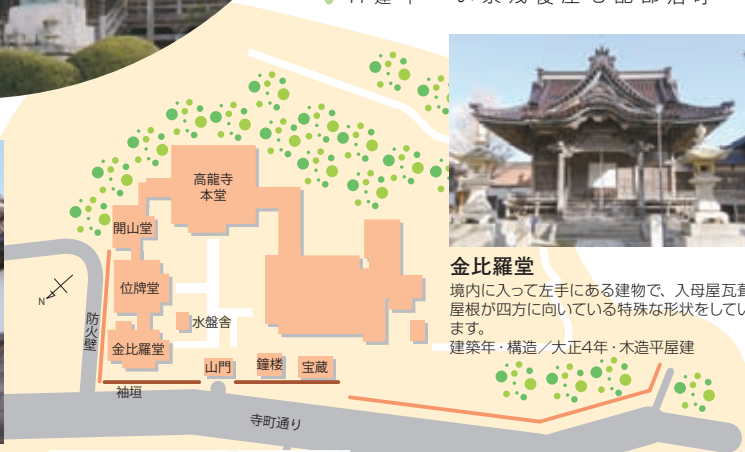 高龍寺
本堂
開山堂
位牌堂
N
防火壁
水盤舎
金比羅堂
山門
鐘楼
宝蔵
袖垣
寺町通り
金比羅堂
境内に入って左手にある建物で、入母屋瓦葺
屋根が四方に向いている特殊な形状をしてい
ます。
建築年・構造／大正4年・木造平屋建